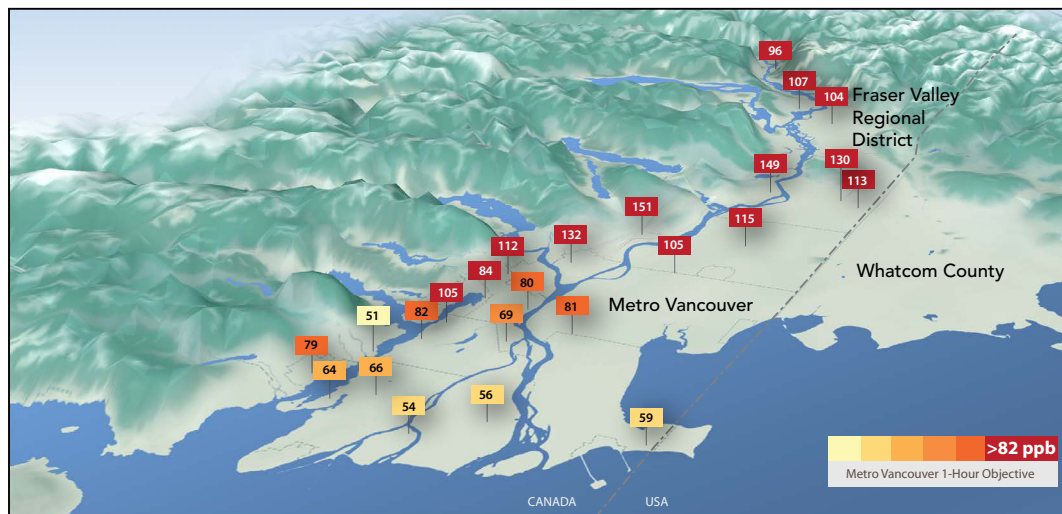 96
107
104
Fraser Valley
Regional
District
130
149
113
151
115
132
112
105
84
80
Whatcom County
105
82
81
Metro Vancouver
51
69
79
64
66
56
54
59
>82 ppb
Metro Vancouver 1-Hour Objective
CANADA
USA